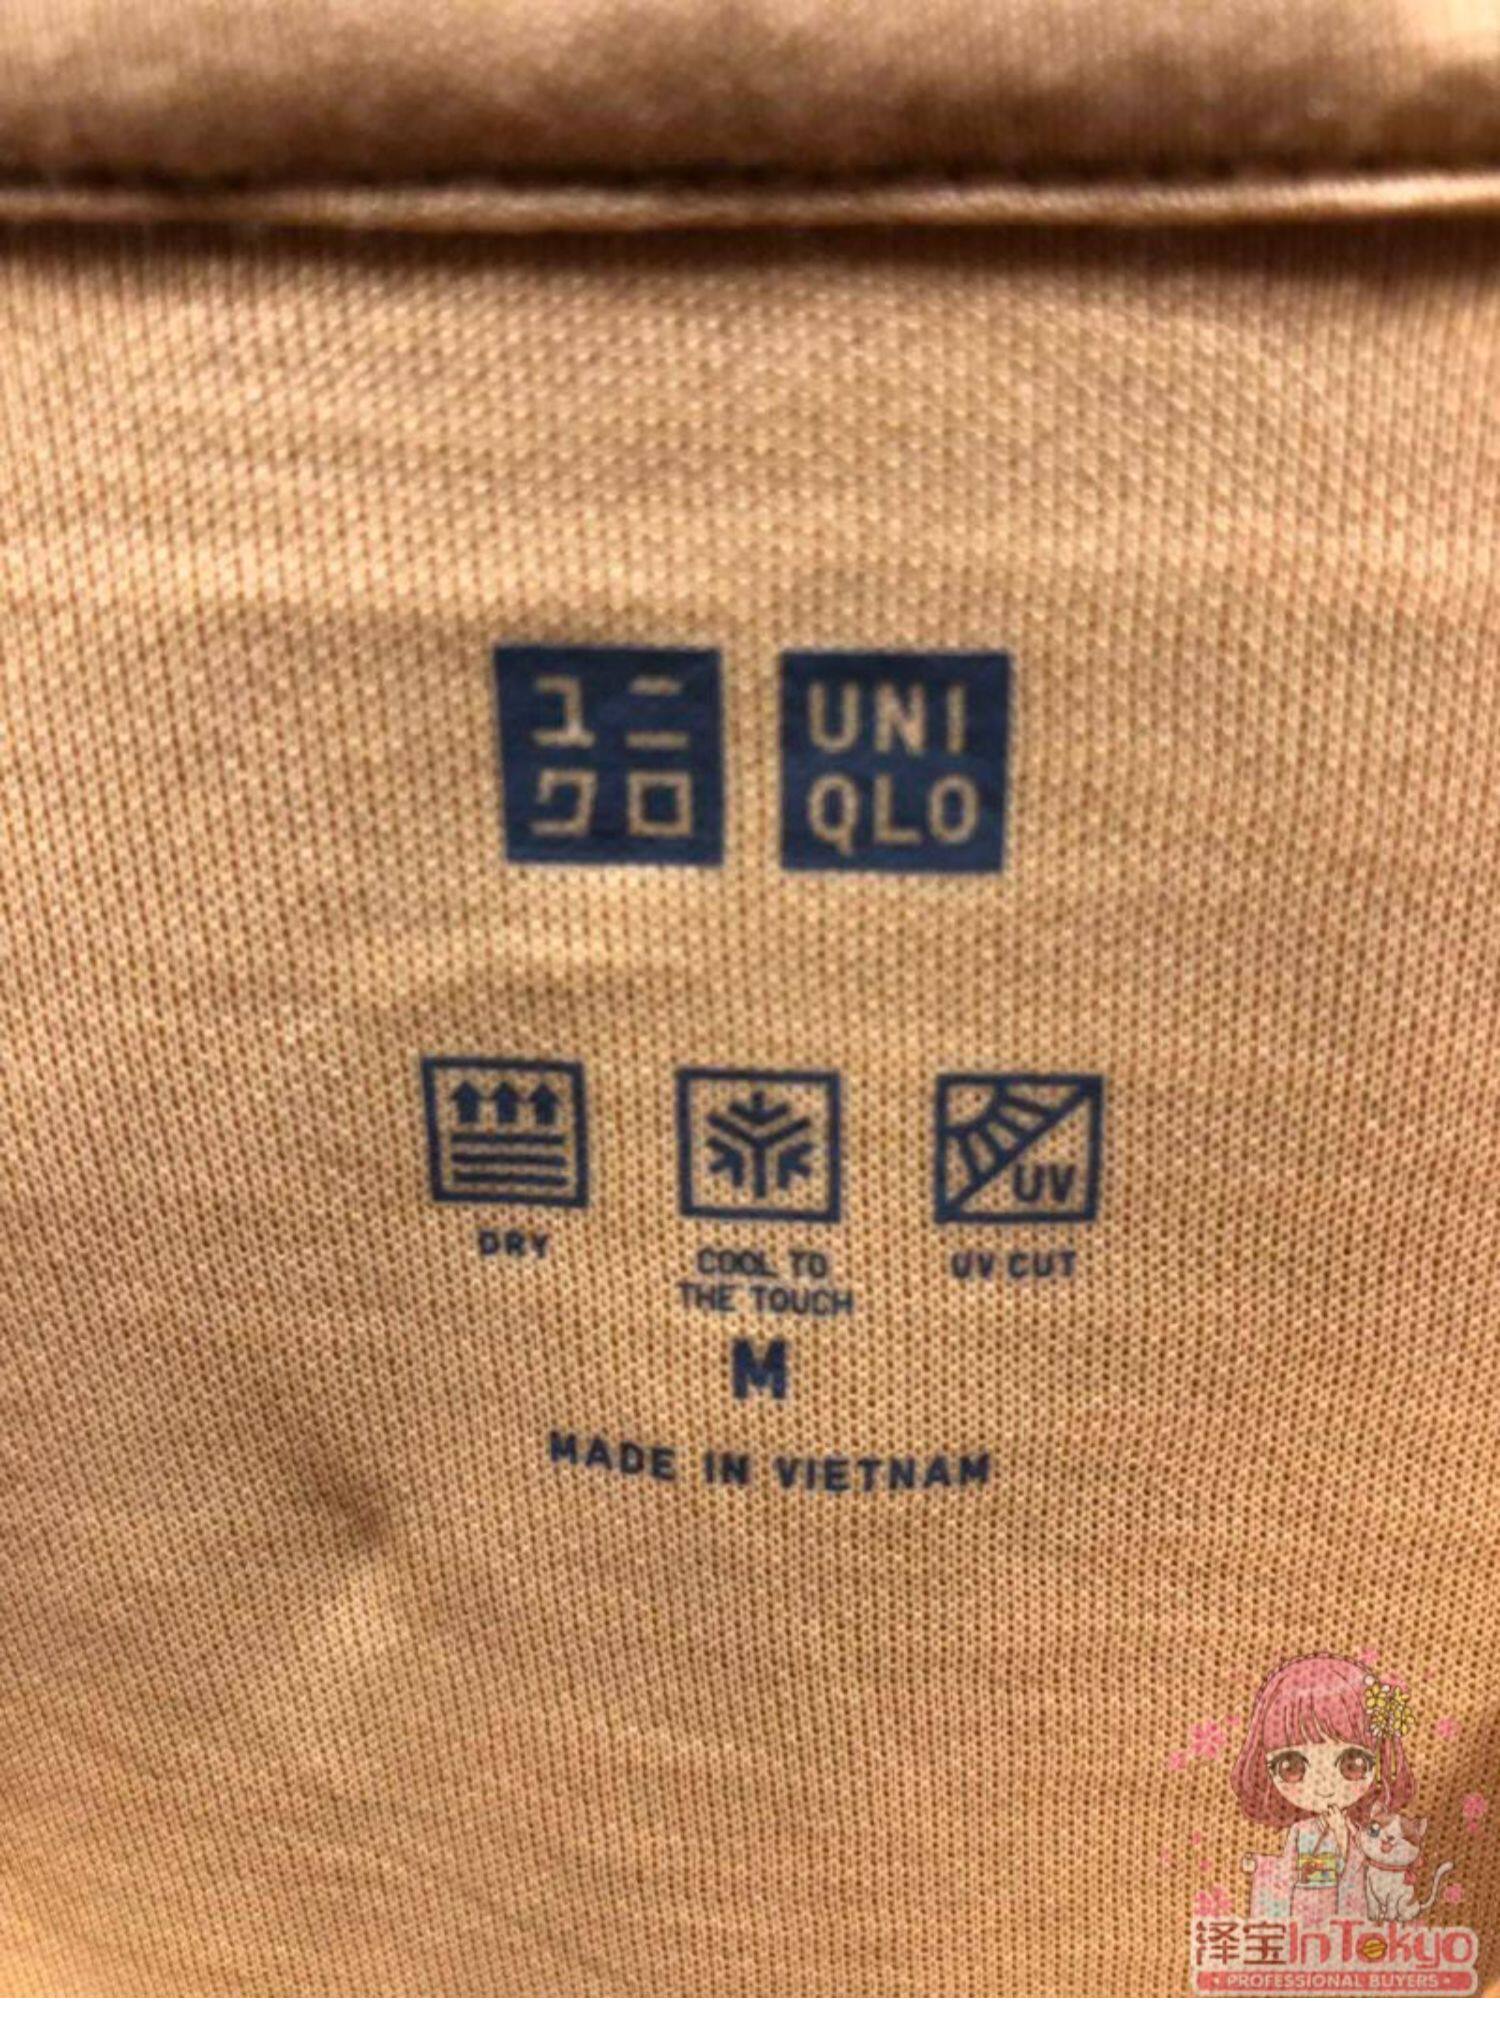 ユニ
クロ
UNI
QLO
UV
DRY
COOL TO
THE TOUCH
UV CUT
M
MADE IN VIETNAM
泽宝InTokyo
PROFESSIONAL BUYERS